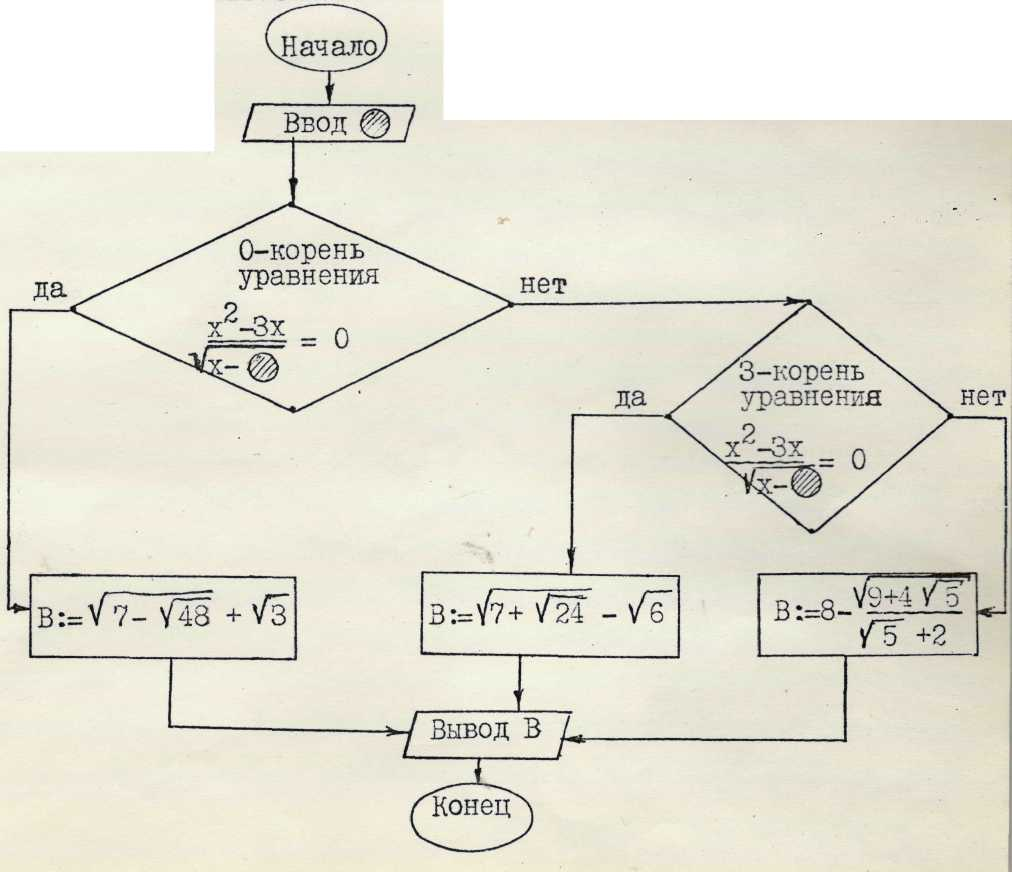 Начало
Ввод
0-корень
уравнения
x²-3x
√x- = 0
да
нет
3-корень
уравнения
x²-3x
√x- = 0
да
нет
B:=√7-√48 + √3
B:=√7+ √24 - √6
B:=8-√9+4 √5
√5 +2
Вывод B
Конец